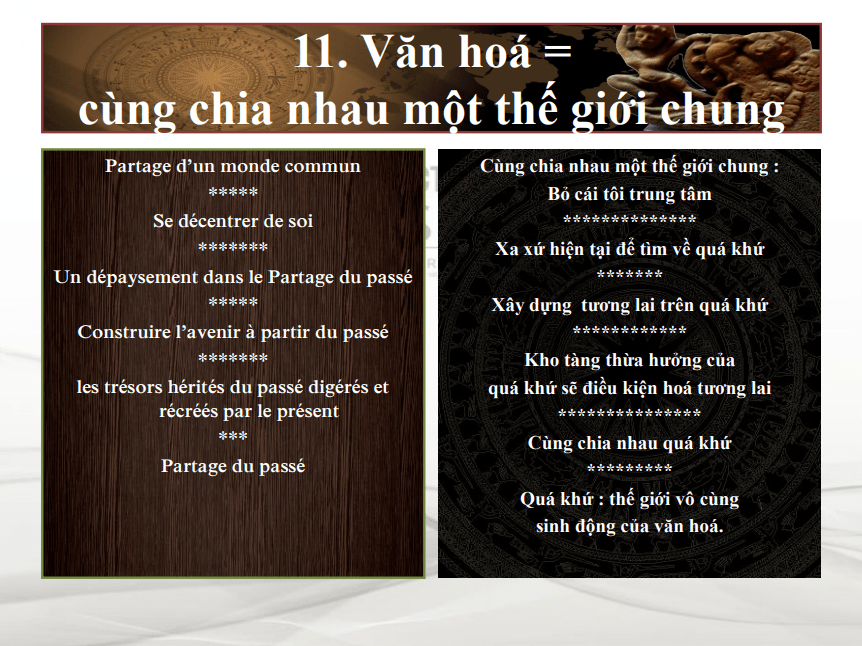 11. Văn hoá =
cùng chia nhau một thế giới chung
Partage d’un monde commun
*****
Se décentrer de soi
*******
Un dépaysement dans le Partage du passé
*****
Construire l’avenir à partir du passé
*******
les trésors hérités du passé digérés et
récréés par le présent
***
Partage du passé
Cùng chia nhau một thế giới chung :
Bỏ cái tôi trung tâm
**************
Xa xứ hiện tại để tìm về quá khứ
*******
Xây dựng  tương lai trên quá khứ
************
Kho tàng thừa hưởng của
quá khứ sẽ điều kiện hoá tương lai
***************
Cùng chia nhau quá khứ
*********
Quá khứ : thế giới vô cùng
sinh động của văn hoá.